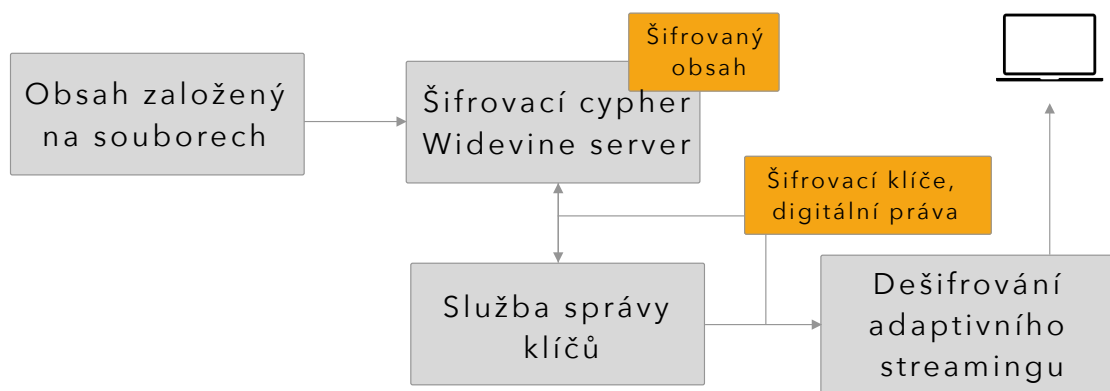 Obsah založený
na souborech
Šifrovaný
obsah
Šifrovací cypher
Widevine server
Šifrovací klíče,
digitální práva
Služba správy
klíčů
Dešifrování
adaptivního
streamingu